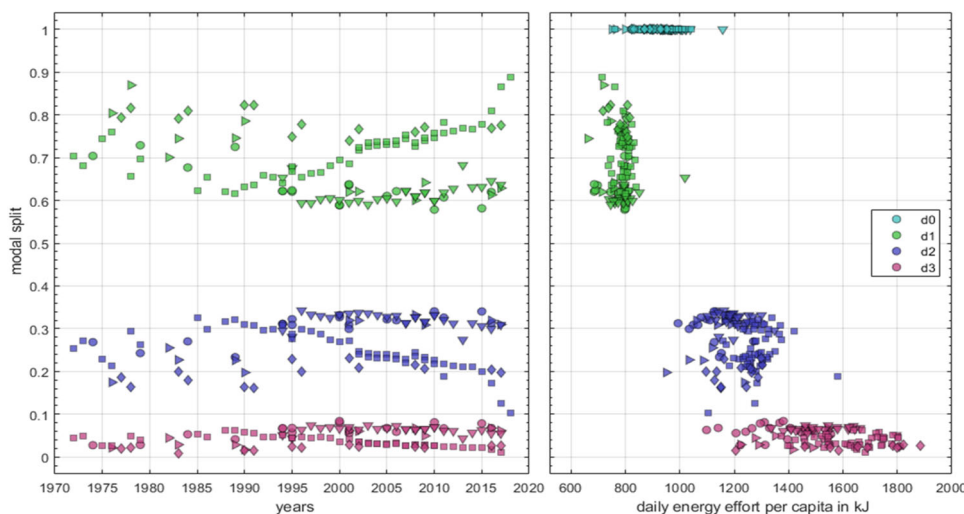 1
0.9
0.8
0.7
0.6
0.5
0.4
0.3
0.2
0.1
0
modal split
1970 1975 1980 1985 1990 1995 2000 2005 2010 2015 2020
years
d0
d1
d2
d3
600 800 1000 1200 1400 1600 1800 2000
daily energy effort per capita in kJ